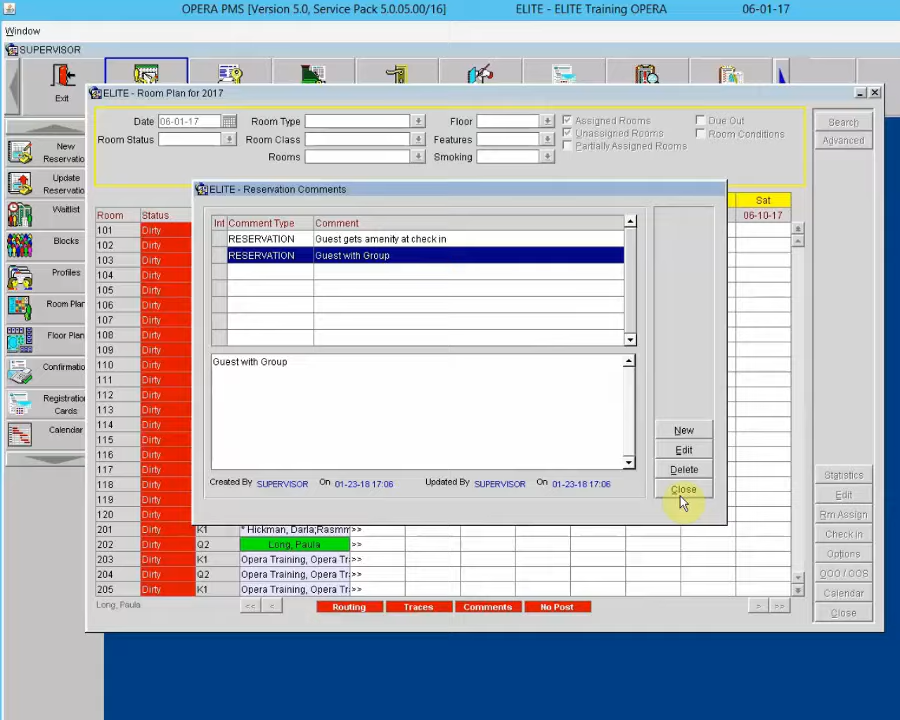 OPERA PMS [Version 5.0, Service Pack 5.0.05.00/16] ELITE - ELITE Training OPERA 06-01-17
Window
SUPERVISOR
Exit
ELITE - Room Plan for 2017
Date 06-01-17 Room Type Floor Assigned Rooms Due Out Search
Room Status Room Class Features Unassigned Rooms Room Conditions Advanced
Rooms Smoking Partially Assigned Rooms
New
Reservatio
Update
Reservatio
Waitlist
Blocks
Profiles
Room Plan
Floor Plan
Confirmatio
Registration
Cards
Calendar
ELITE - Reservation Comments
Sat
Room Status 06-10-17
Int Comment Type Comment
RESERVATION Guest gets amenity at check in
RESERVATION Guest with Group
Guest with Group
New
Edit
Delete
Close
Created By SUPERVISOR On 01-23-18 17:06 Updated By SUPERVISOR On 01-23-18 17:06
101 Dirty
102 Dirty
103 Dirty
104 Dirty
105 Dirty
106 Dirty
107 Dirty
108 Dirty
109 Dirty
110 Dirty
111 Dirty
112 Dirty
113 Dirty
114 Dirty
115 Dirty
116 Dirty
117 Dirty
118 Dirty
119 Dirty
120 Dirty
201 Dirty K1 * Hickman, Darla;Rasmm >>
202 Dirty Q2 Long, Paula >>
203 Dirty K1 Opera Training, Opera Tr >>
204 Dirty Q2 Opera Training, Opera Tr >>
205 Dirty K1 Opera Training, Opera Tr >>
Long, Paula << < Routing Traces Comments No Post > >>
Statistics
Edit
Rm Assign
Check in
Options
OOO / OOS
Calendar
Close